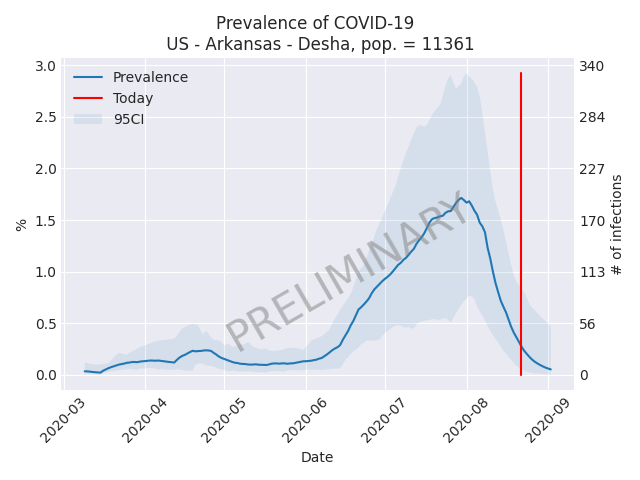 Prevalence of COVID-19
US - Arkansas - Desha, pop. = 11361
3.0
2.5
2.0
1.5
1.0
0.5
0.0
%
Prevalence
Today
95CI
PRELIMINARY
340
284
227
170
113
56
0
# of infections
2020-03
2020-04
2020-05
2020-06
2020-07
2020-08
2020-09
Date